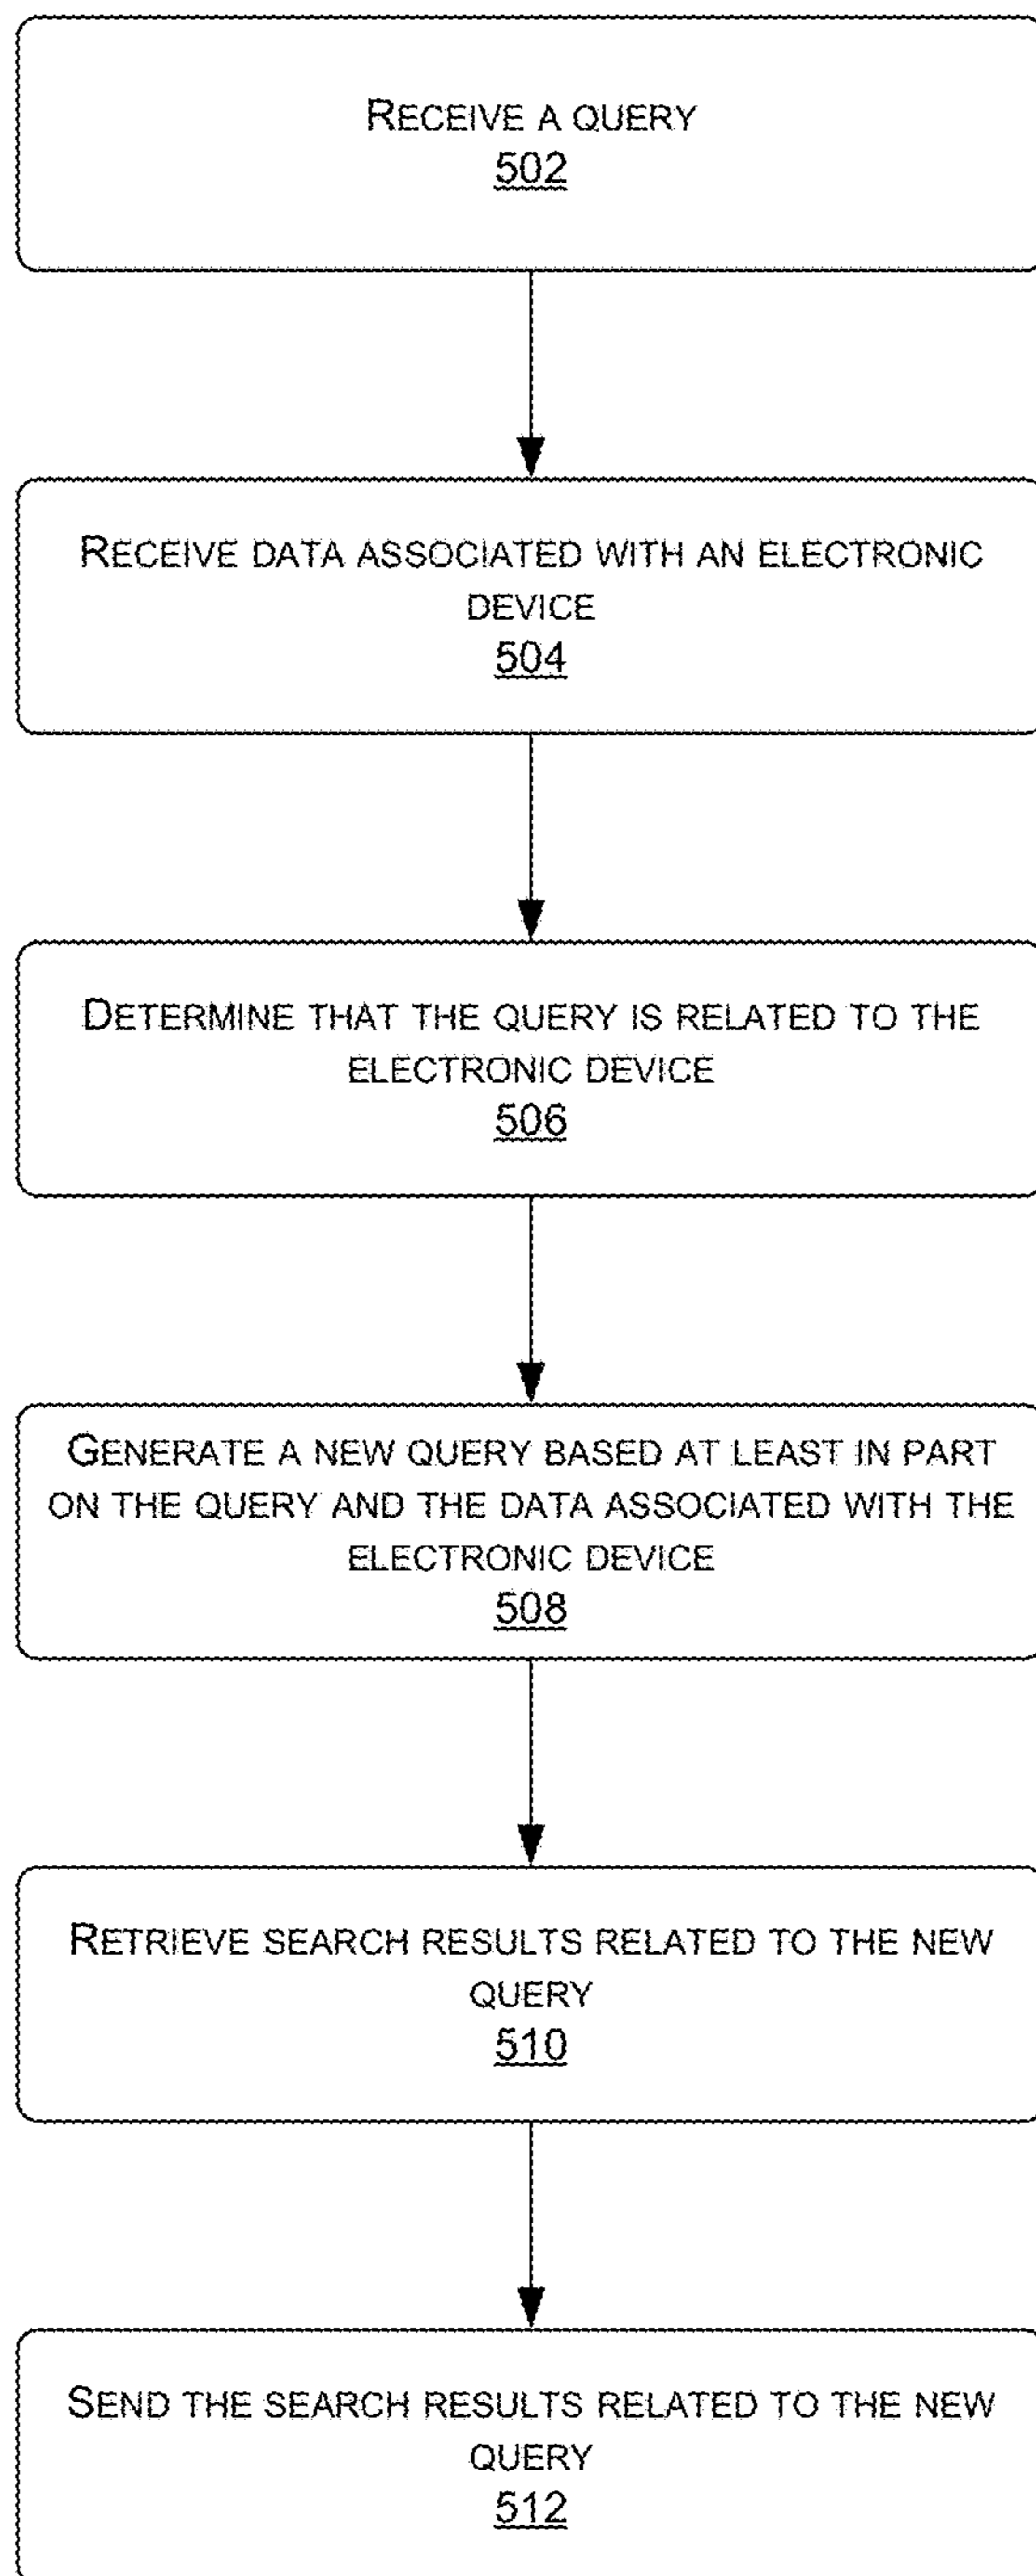 RECEIVE A QUERY
502
RECEIVE DATA ASSOCIATED WITH AN ELECTRONIC
DEVICE
504
DETERMINE THAT THE QUERY IS RELATED TO THE
ELECTRONIC DEVICE
506
GENERATE A NEW QUERY BASED AT LEAST IN PART
ON THE QUERY AND THE DATA ASSOCIATED WITH THE
ELECTRONIC DEVICE
508
RETRIEVE SEARCH RESULTS RELATED TO THE NEW
QUERY
510
SEND THE SEARCH RESULTS RELATED TO THE NEW
QUERY
512